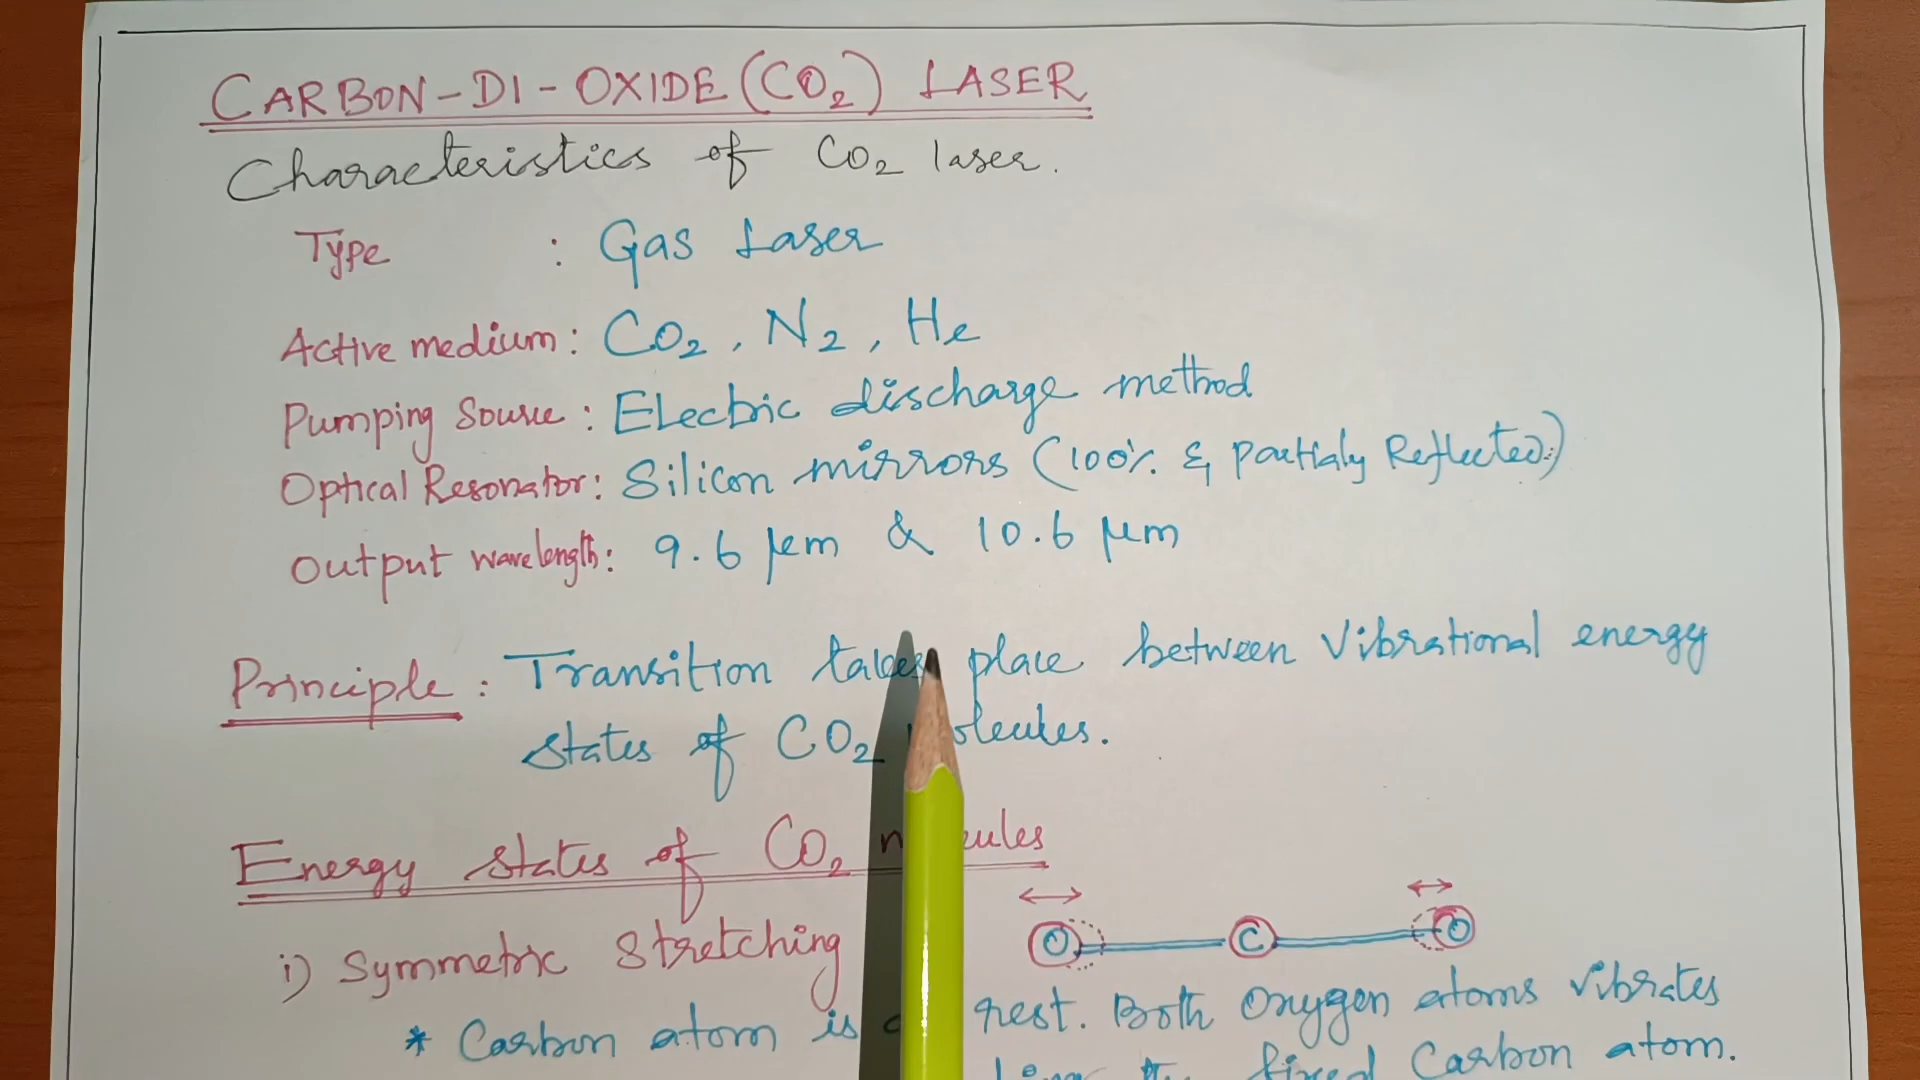 CARBON-DI-OXIDE (CO2) LASER
Characteristics of CO2 laser.
Type : Gas Laser
Active medium : CO2, N2, He
Pumping Source : Electric discharge method
Optical Resonator : Silicon mirrors (100% & Partialy Reflected.)
Output wavelength : 9.6 μm & 10.6 μm
Principle : Transition takes place between Vibrational energy
states of CO2
Energy states of CO2
i) Symmetric Stretching
O C O
* Carbon atom is rest. Both Oxygen atoms vibrates
fixed Carbon atom.